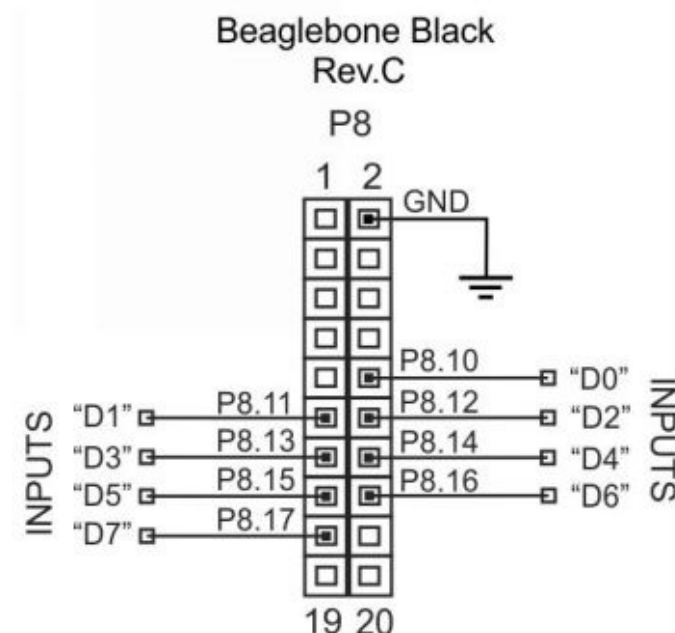 Beaglebone Black
Rev.C
P8
1 2
GND
P8.10 "D0"
"D1" P8.11 P8.12 "D2"
"D3" P8.13 P8.14 "D4"
"D5" P8.15 P8.16 "D6"
"D7" P8.17
INPUTS
INPUTS
19 20